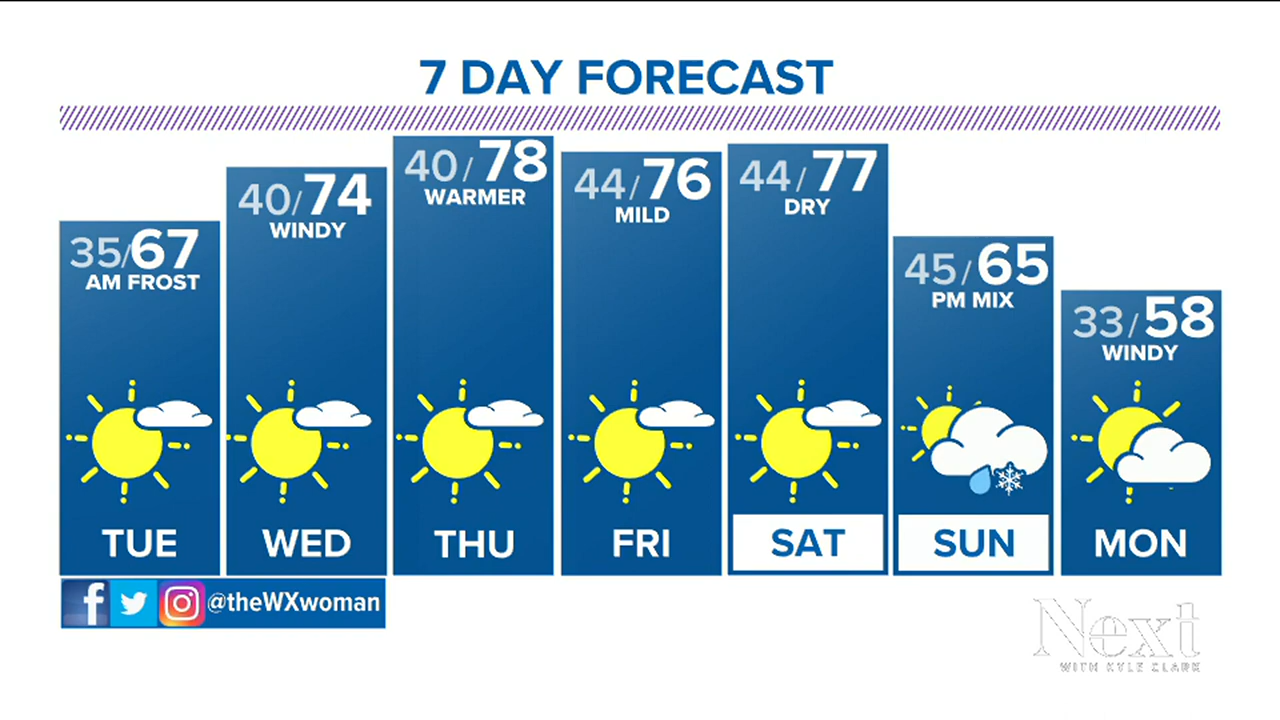 7 DAY FORECAST
35/67
AM FROST
TUE
40/74
WINDY
WED
40/78
WARMER
THU
44/76
MILD
FRI
44/77
DRY
SAT
45/65
PM MIX
SUN
33/58
WINDY
MON
@theWXwoman
Next
WITH KYLE CLARK